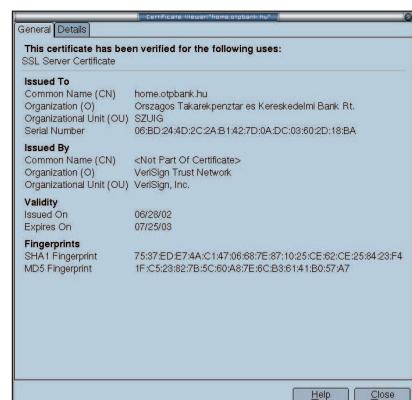 Certificate Viewer:"home.otpbank.hu"
General Details
This certificate has been verified for the following uses:
SSL Server Certificate
Issued To
Common Name (CN) home.otpbank.hu
Organization (O) Orszagos Takarekpenztar es Kereskedelmi Bank Rt.
Organizational Unit (OU) SZUIG
Serial Number 06:BD:24:4D:2C:2A:B1:42:7D:0A:DC:03:60:2D:18:BA
Issued By
Common Name (CN) <Not Part Of Certificate>
Organization (O) VeriSign Trust Network
Organizational Unit (OU) VeriSign, Inc.
Validity
Issued On 06/28/02
Expires On 07/25/03
Fingerprints
SHA1 Fingerprint 75:37:ED:E7:4A:C1:47:06:68:7E:87:10:25:CE:62:CE:25:84:23:F4
MD5 Fingerprint 1F:C5:23:82:7B:5C:60:A8:7E:6C:B3:61:41:B0:57:A7
Help Close